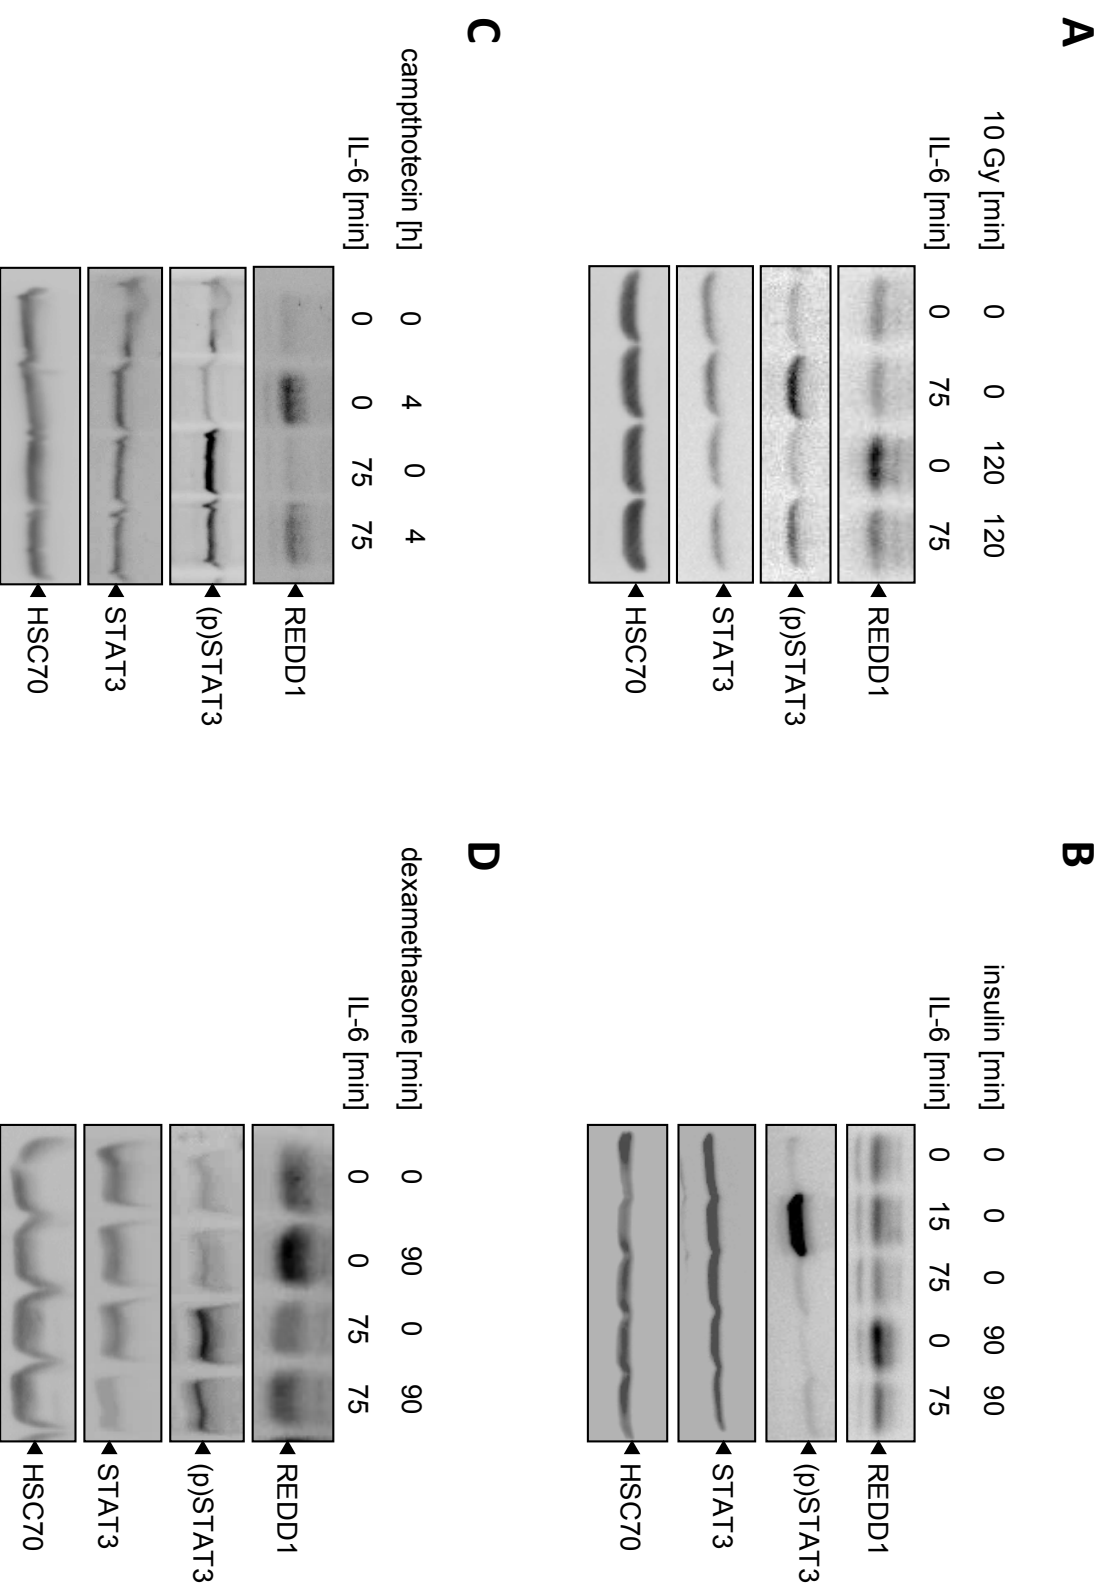 A
10 Gy [min] 0 0 120 120
IL-6 [min] 0 75 0 75
REDD1
(p)STAT3
STAT3
HSC70
B
insulin [min] 0 0 0 90 90
IL-6 [min] 0 15 75 0 75
REDD1
(p)STAT3
STAT3
HSC70
C
campthotecin [h] 0 4 0 4
IL-6 [min] 0 0 75 75
REDD1
(p)STAT3
STAT3
HSC70
D
dexamethasone [min] 0 90 0 90
IL-6 [min] 0 0 75 75
REDD1
(p)STAT3
STAT3
HSC70